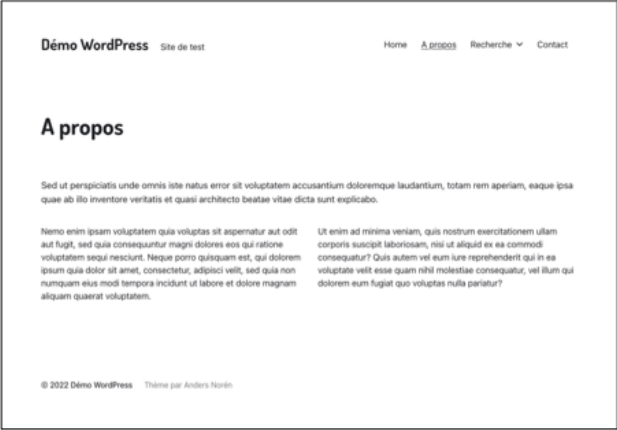 Démo WordPress Site de test Home A propos Recherche Contact
A propos
Sed ut perspiciatis unde omnis iste natus error sit voluptatem accusantium doloremque laudantium, totam rem aperiam, eaque ipsa
quae ab illo inventore veritatis et quasi architecto beatae vitae dicta sunt explicabo.
Nemo enim ipsam voluptatem quia voluptas sit aspernatur aut odit
aut fugit, sed quia consequuntur magni dolores eos qui ratione
voluptatem sequi nesciunt. Neque porro quisquam est, qui dolorem
ipsum quia dolor sit amet, consectetur, adipisci velit, sed quia non
numquam eius modi tempora incidunt ut labore et dolore magnam
aliquam quaerat voluptatem.
Ut enim ad minima veniam, quis nostrum exercitationem ullam
corporis suscipit laboriosam, nisi ut aliquid ex ea commodi
consequatur? Quis autem vel eum iure reprehenderit qui in ea
voluptate velit esse quam nihil molestiae consequatur, vel illum qui
dolorem eum fugiat quo voluptas nulla pariatur?
© 2022 Démo WordPress Thème par Anders Norén